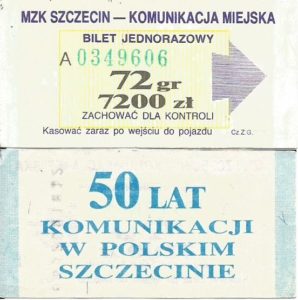 MZK SZCZECIN — KOMUNIKACJA MIEJSKA
BILET JEDNORAZOWY
A 0349606
72 gr
7200 zł
ZACHOWAĆ DLA KONTROLI
Kasować zaraz po wejściu do pojazdu
Cz.Z.G.
50 LAT
KOMUNIKACJI
W POLSKIM
SZCZECINIE